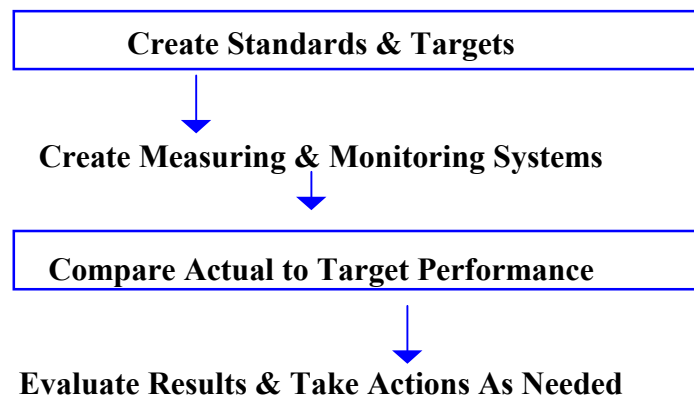 Create Standards & Targets
Create Measuring & Monitoring Systems
Compare Actual to Target Performance
Evaluate Results & Take Actions As Needed